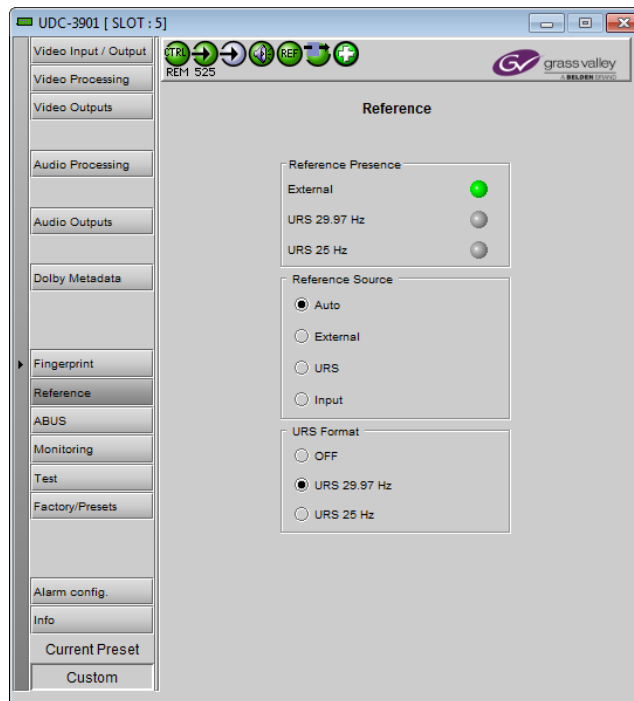 UDC-3901 [ SLOT : 5]
Video Input / Output
Video Processing
Video Outputs
Audio Processing
Audio Outputs
Dolby Metadata
Fingerprint
Reference
ABUS
Monitoring
Test
Factory/Presets
Alarm config.
Info
Current Preset
Custom
CTRL
REF
REM 525
GV grass valley
A BELDEN BRAND
Reference
Reference Presence
External
URS 29.97 Hz
URS 25 Hz
Reference Source
Auto
External
URS
Input
URS Format
OFF
URS 29.97 Hz
URS 25 Hz